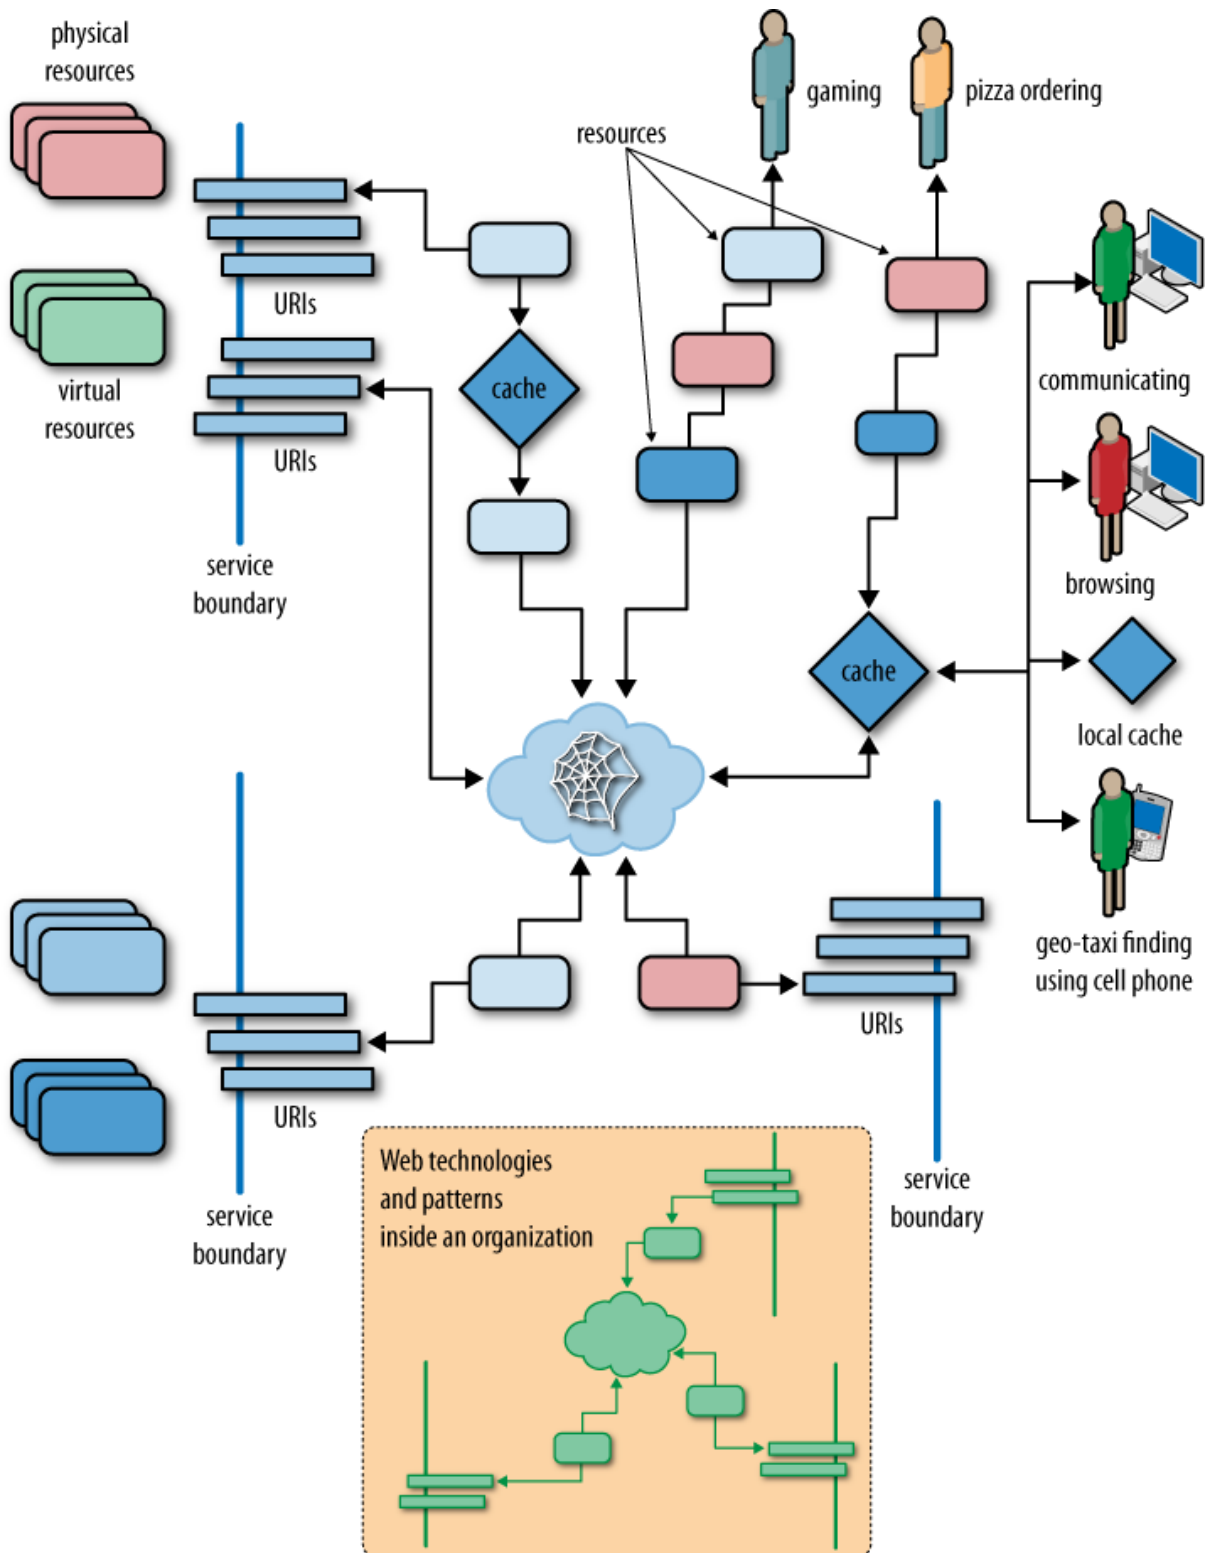 physical
resources
gaming
pizza ordering
resources
URIs
virtual
resources
cache
communicating
URIs
service
boundary
browsing
cache
local cache
geo-taxi finding
using cell phone
URIs
URIs
service
boundary
service
boundary
Web technologies
and patterns
inside an organization